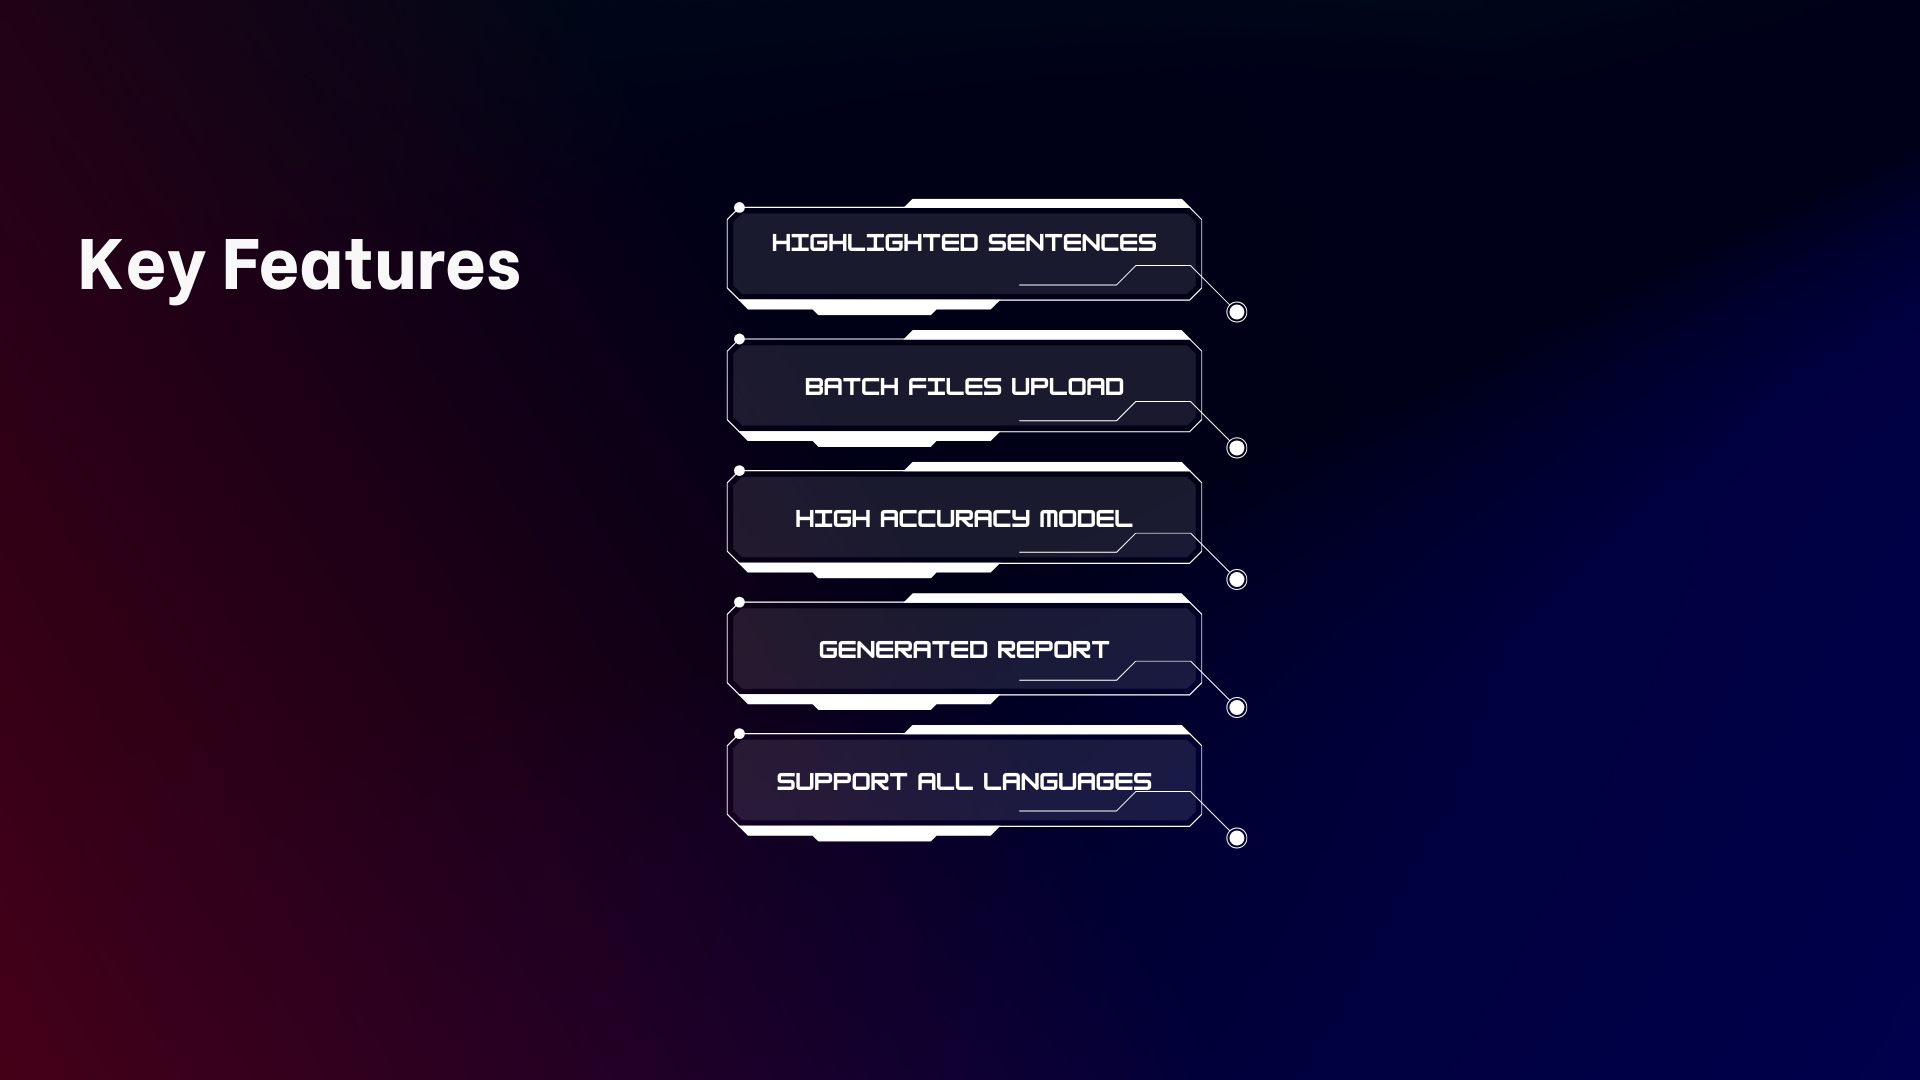 Key Features
HIGHLIGHTED SENTENCES
BATCH FILES UPLOAD
HIGH ACCURACY MODEL
GENERATED REPORT
SUPPORT ALL LANGUAGES